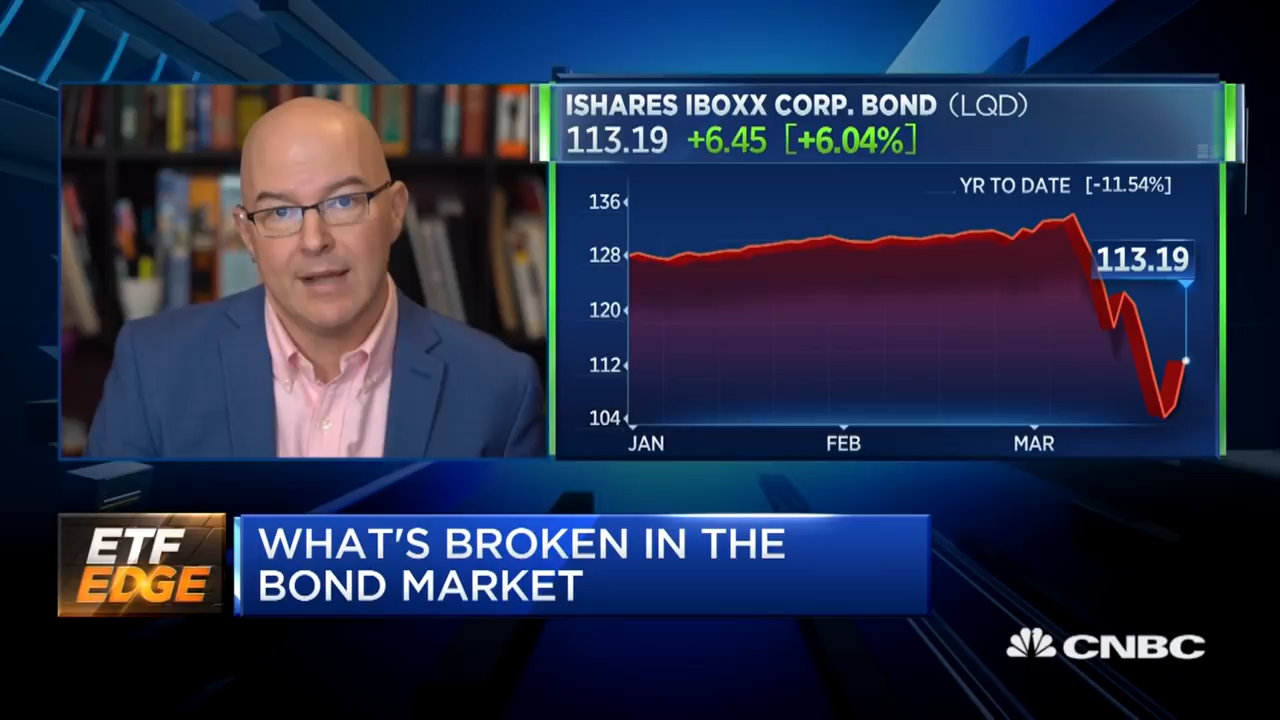 ISHARES IBOXX CORP. BOND (LQD)
113.19 +6.45 [+6.04%]
YR TO DATE [-11.54%]
136
128
113.19
120
112
104
JAN FEB MAR
ETF
EDGE
WHAT'S BROKEN IN THE
BOND MARKET
CNBC